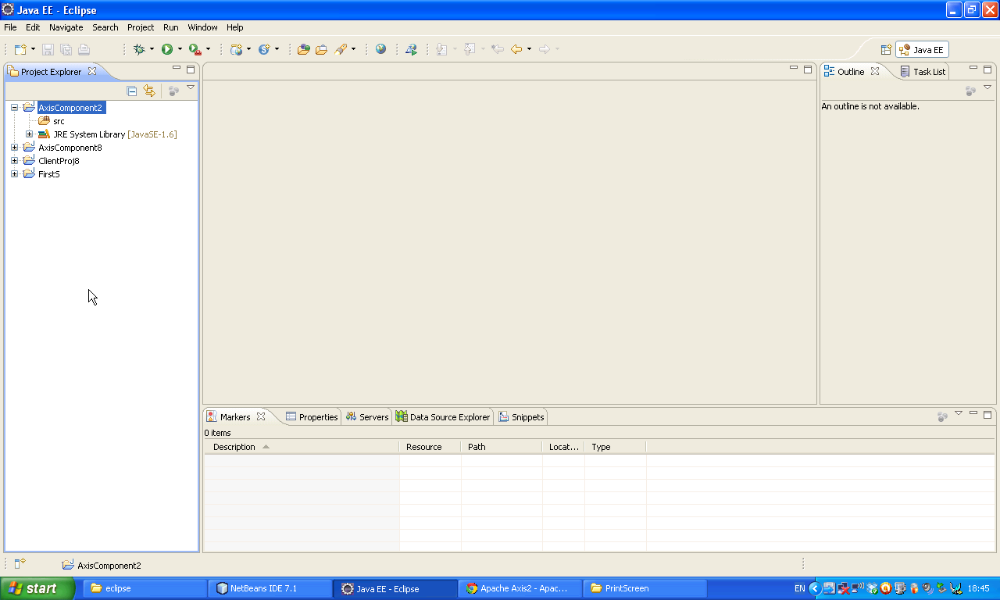 Java EE - Eclipse
File Edit Navigate Search Project Run Window Help
Java EE
Project Explorer
Outline Task List
AxisComponent2
An outline is not available.
src
JRE System Library [JavaSE-1.6]
AxisComponent8
ClientProj8
First5
Markers Properties Servers Data Source Explorer Snippets
0 items
Description Resource Path Locat... Type
AxisComponent2
start eclipse NetBeans IDE 7.1 Java EE - Eclipse Apache Axis2 - Apac... PrintScreen EN 18:45